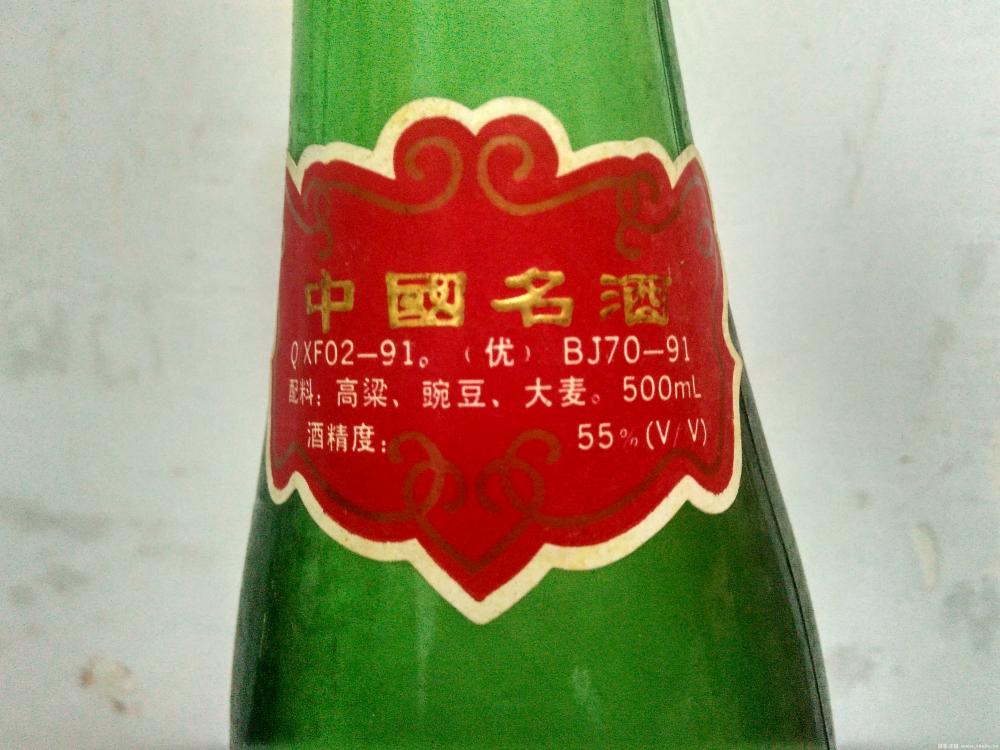 中國名酒
QXF02-91。(优) BJ70-91
配料:高粱、豌豆、大麦。500mL
酒精度: 55%(V/V)